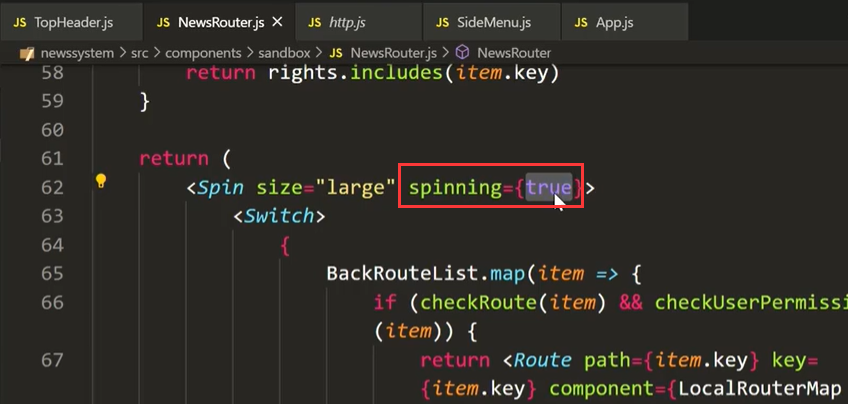 JS TopHeader.js JS NewsRouter.js × JS http.js JS SideMenu.js JS App.js
newssystem > src > components > sandbox > JS NewsRouter.js > NewsRouter
58 return rights.includes(item.key)
59 }
60
61 return (
62 <Spin size="large" spinning={true}>
63 <Switch>
64 {
65 BackRouteList.map(item => {
66 if (checkRoute(item) && checkUserPermissi
(item)) {
67 return <Route path={item.key} key=
{item.key} component={LocalRouterMap